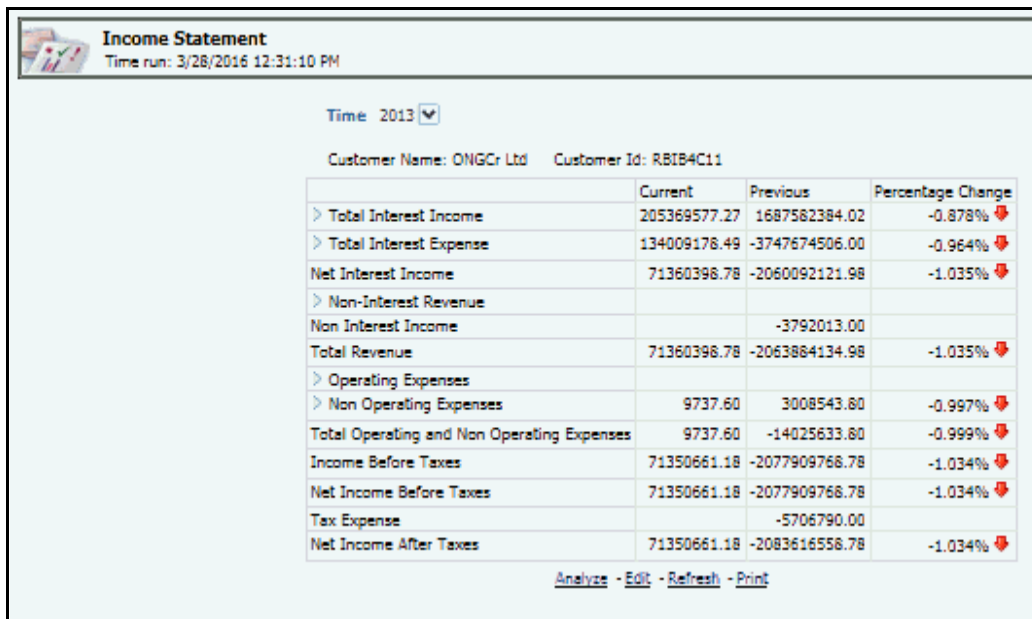 Income Statement
Time run: 3/28/2016 12:31:10 PM
Time 2013
Customer Name: ONGCr Ltd Customer Id: RBIB4C11
Current Previous Percentage Change
> Total Interest Income 205369577.27 1687582384.02 -0.878%
> Total Interest Expense 134009178.49 -3747674506.00 -0.964%
Net Interest Income 71360398.78 -2060092121.98 -1.035%
> Non-Interest Revenue
Non Interest Income -3792013.00
Total Revenue 71360398.78 -2063884134.98 -1.035%
> Operating Expenses
> Non Operating Expenses 9737.60 3008543.80 -0.997%
Total Operating and Non Operating Expenses 9737.60 -14025633.80 -0.999%
Income Before Taxes 71350661.18 -2077909768.78 -1.034%
Net Income Before Taxes 71350661.18 -2077909768.78 -1.034%
Tax Expense -5706790.00
Net Income After Taxes 71350661.18 -2083616558.78 -1.034%
Analyze - Edit - Refresh - Print